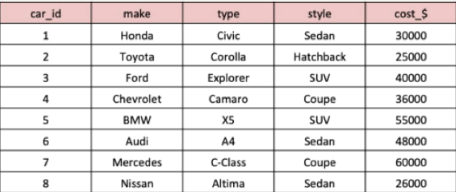 car_id make type style cost_$
1 Honda Civic Sedan 30000
2 Toyota Corolla Hatchback 25000
3 Ford Explorer SUV 40000
4 Chevrolet Camaro Coupe 36000
5 BMW X5 SUV 55000
6 Audi A4 Sedan 48000
7 Mercedes C-Class Coupe 60000
8 Nissan Altima Sedan 26000